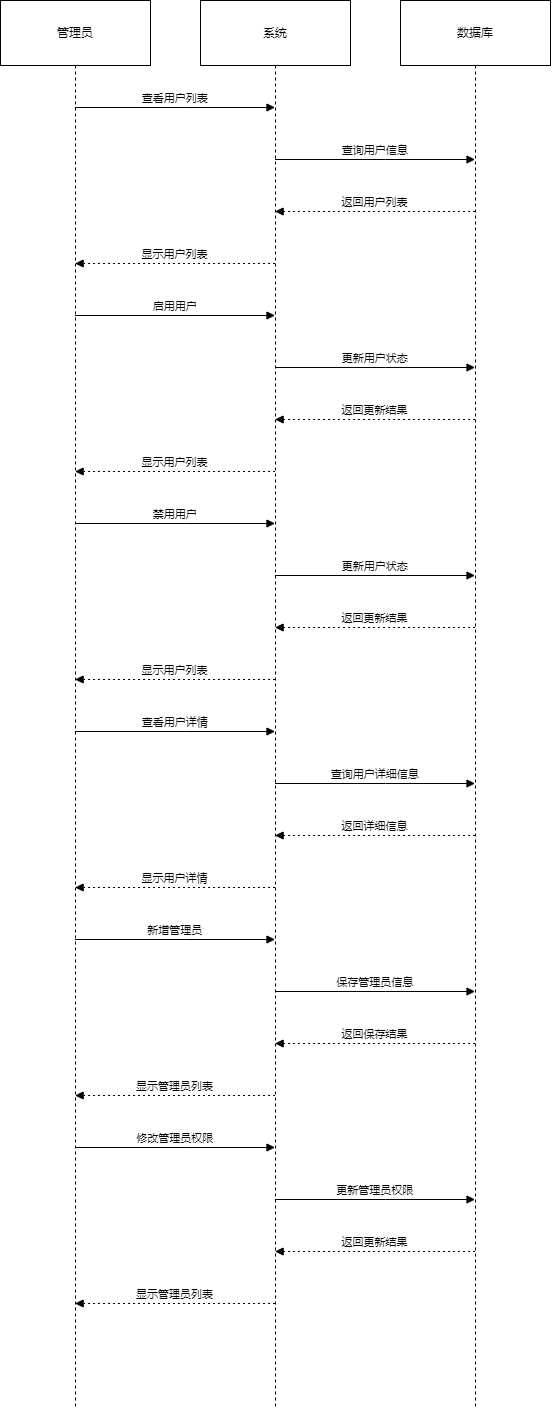 管理员
系统
数据库
查看用户列表
查询用户信息
返回用户列表
显示用户列表
启用用户
更新用户状态
返回更新结果
显示用户列表
禁用用户
更新用户状态
返回更新结果
显示用户列表
查看用户详情
查询用户详细信息
返回详细信息
显示用户详情
新增管理员
保存管理员信息
返回保存结果
显示管理员列表
修改管理员权限
更新管理员权限
返回更新结果
显示管理员列表